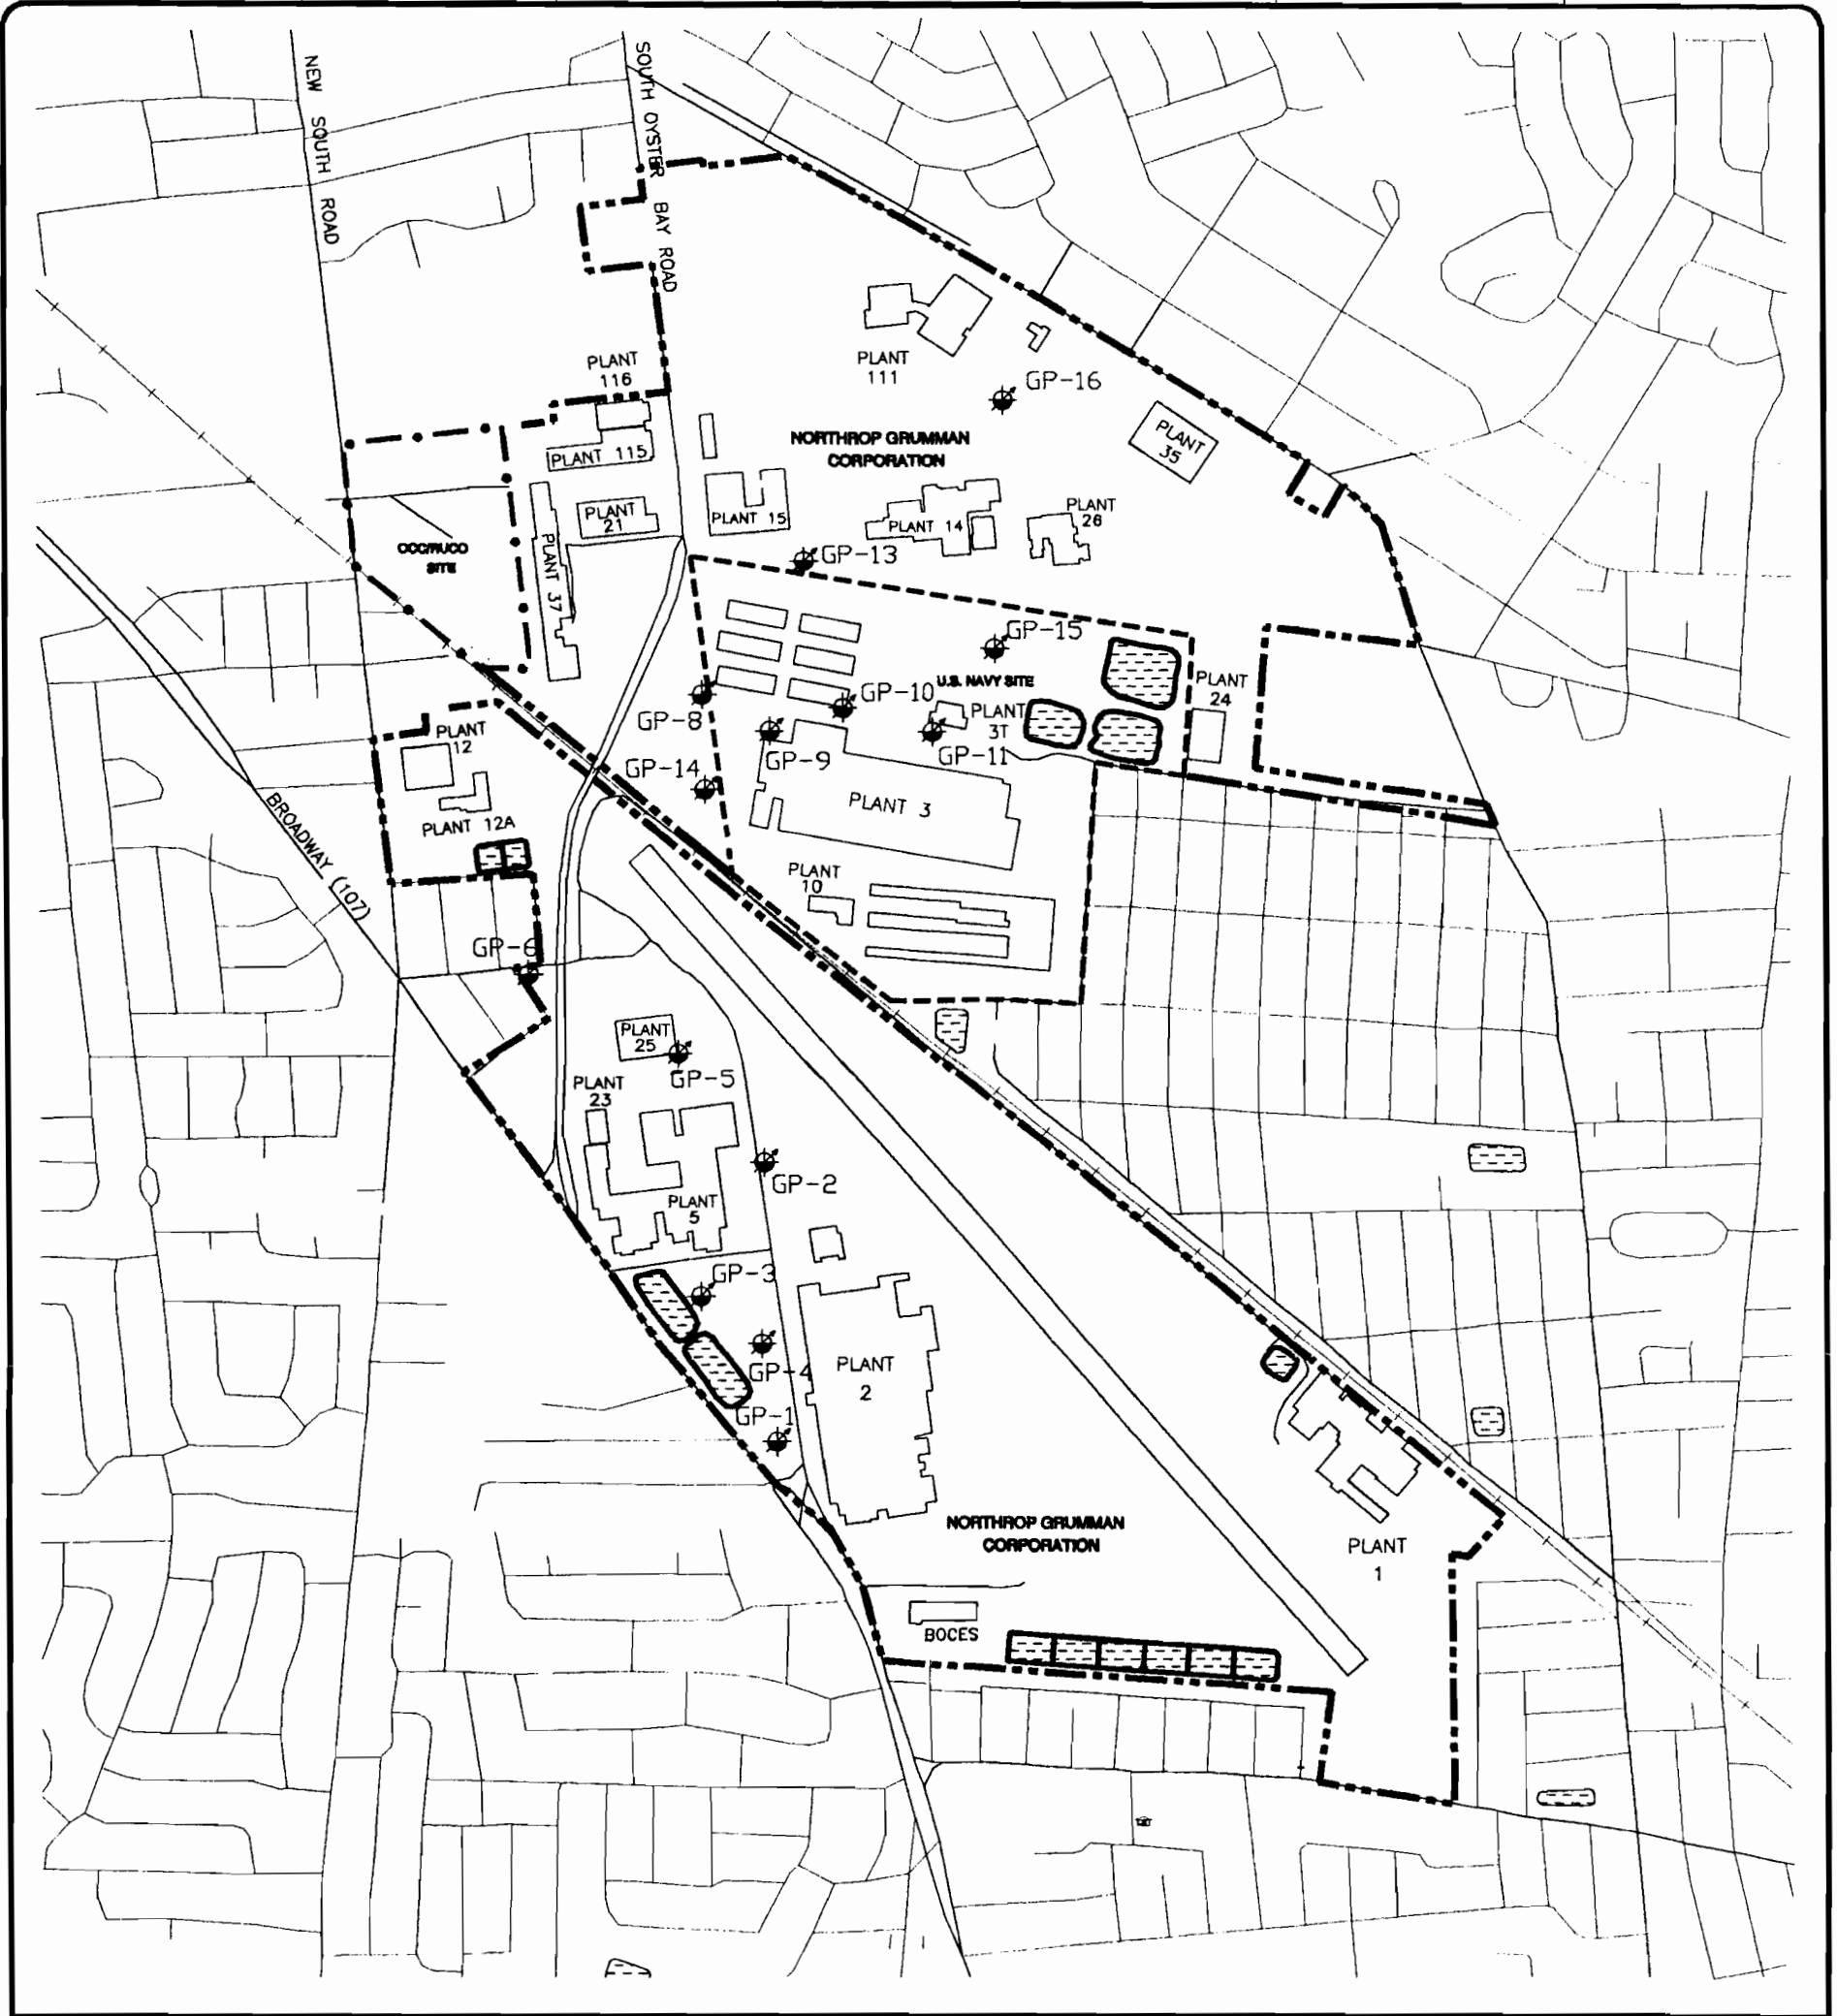 NEW SOUTH ROAD
SOUTH OYSTER BAY ROAD
PLANT
116
PLANT
111
GP-16
NORTHROP GRUMMAN
CORPORATION
PLANT
35
PLANT 115
PLANT
21
PLANT 15
PLANT 14
PLANT
26
OCC/RUCO
SITE
PLANT 37
GP-13
GP-15
U.S. NAVY SITE
PLANT
24
GP-8
GP-10
PLANT
3T
GP-11
GP-9
GP-14
PLANT
12
PLANT 12A
PLANT 3
BROADWAY (107)
PLANT
10
GP-6
PLANT
25
GP-5
PLANT
23
GP-2
PLANT
5
GP-3
GP-4
PLANT
2
GP-1
NORTHROP GRUMMAN
CORPORATION
PLANT
1
BOCES